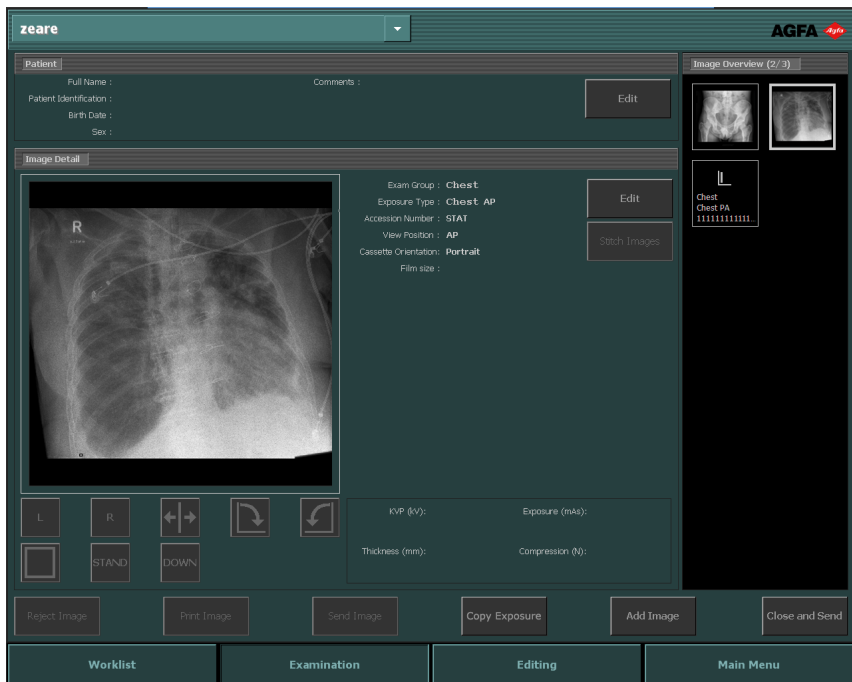 zeare
AGFA Agfa
Patient
Full Name :
Comments :
Patient Identification :
Birth Date :
Sex :
Edit
Image Overview (2/3)
Image Detail
R
Exam Group : Chest
Exposure Type : Chest AP
Accession Number : STAT
View Position : AP
Cassette Orientation: Portrait
Film size :
Edit
Stitch Images
L
Chest
Chest PA
111111111111...
KVP (kV):
Exposure (mAs):
Thickness (mm):
Compression (N):
L
R
STAND
DOWN
Reject Image
Print Image
Send Image
Copy Exposure
Add Image
Close and Send
Worklist
Examination
Editing
Main Menu